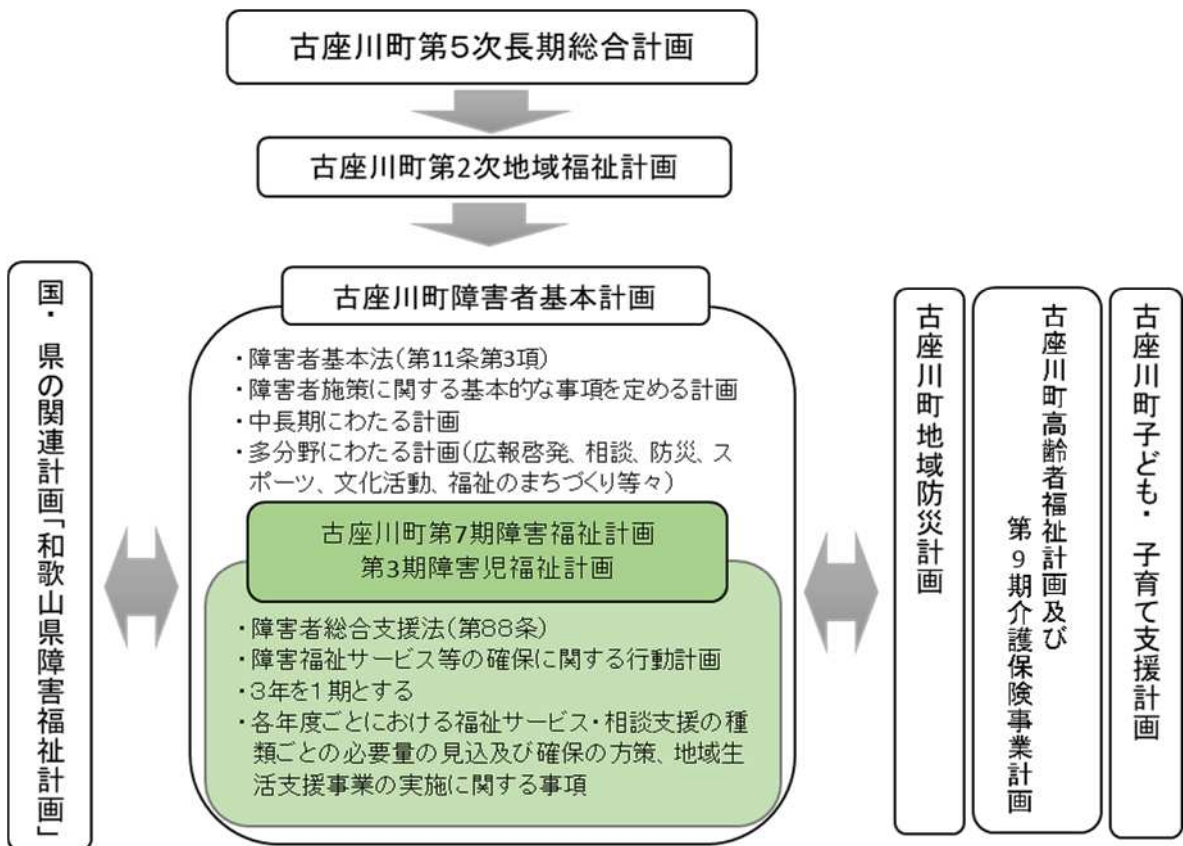 古座川町第5次長期総合計画
古座川町第2次地域福祉計画
国・県の関連計画「和歌山県障害福祉計画」
古座川町障害者基本計画
・障害者基本法(第11条第3項)
・障害者施策に関する基本的な事項を定める計画
・中長期にわたる計画
・多分野にわたる計画(広報啓発、相談、防災、ス
ポーツ、文化活動、福祉のまちづくり等々)
古座川町第7期障害福祉計画
第3期障害児福祉計画
・障害者総合支援法(第88条)
・障害福祉サービス等の確保に関する行動計画
・3年を1期とする
・各年度ごとにおける福祉サービス・相談支援の種
類ごとの必要量の見込及び確保の方策、地域生
活支援事業の実施に関する事項
古座川町子ども・子育て支援計画
古座川町高齢者福祉計画及び
第9期介護保険事業計画
古座川町地域防災計画